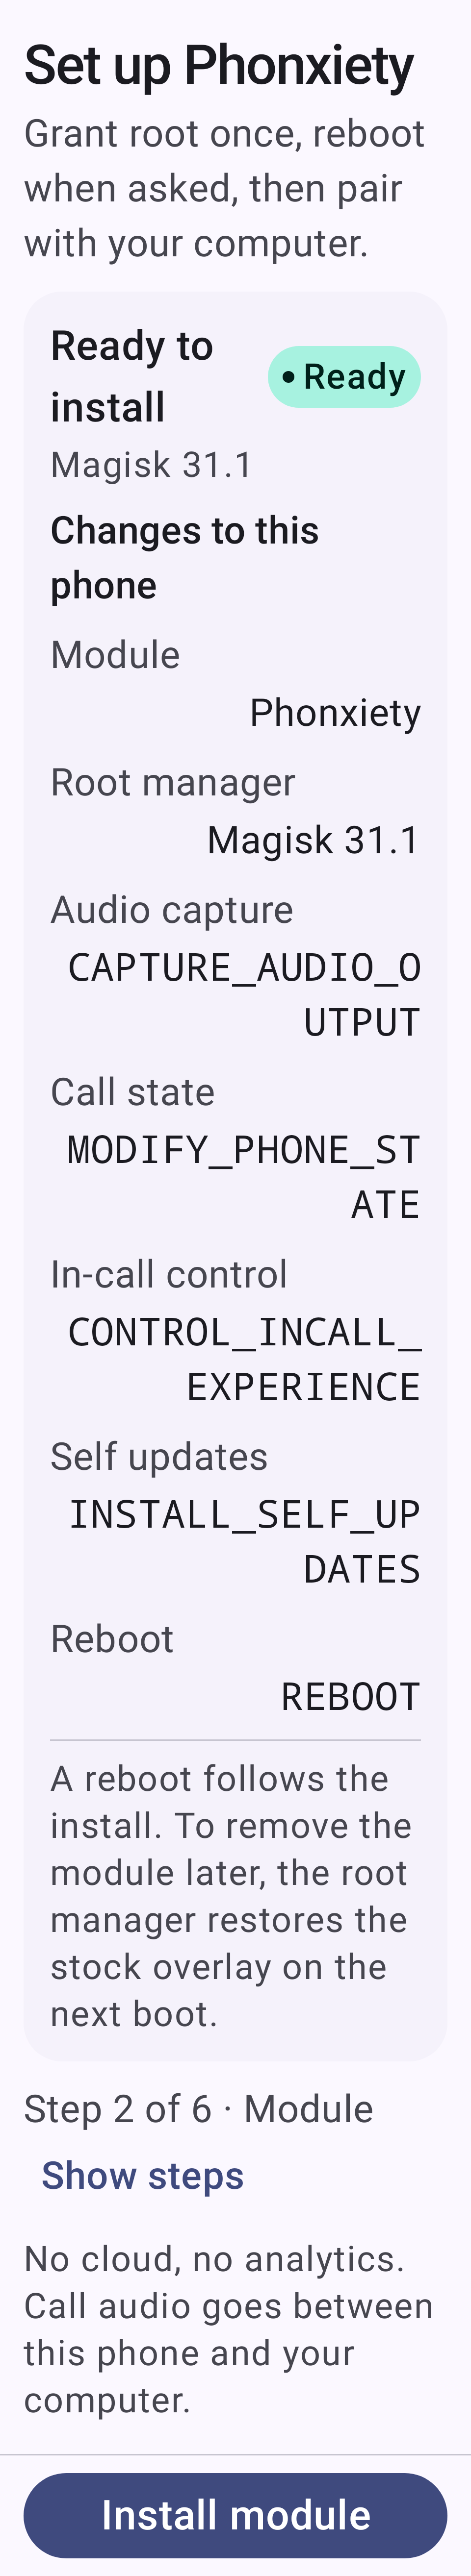 Set up Phonxiety
Grant root once, reboot
when asked, then pair
with your computer.
Ready to
install
• Ready
Magisk 31.1
Changes to this
phone
Module
Phonxiety
Root manager
Magisk 31.1
Audio capture
CAPTURE_AUDIO_O
UTPUT
Call state
MODIFY_PHONE_ST
ATE
In-call control
CONTROL_INCALL_
EXPERIENCE
Self updates
INSTALL_SELF_UP
DATES
Reboot
REBOOT
A reboot follows the
install. To remove the
module later, the root
manager restores the
stock overlay on the
next boot.
Step 2 of 6 · Module
Show steps
No cloud, no analytics.
Call audio goes between
this phone and your
computer.
Install module